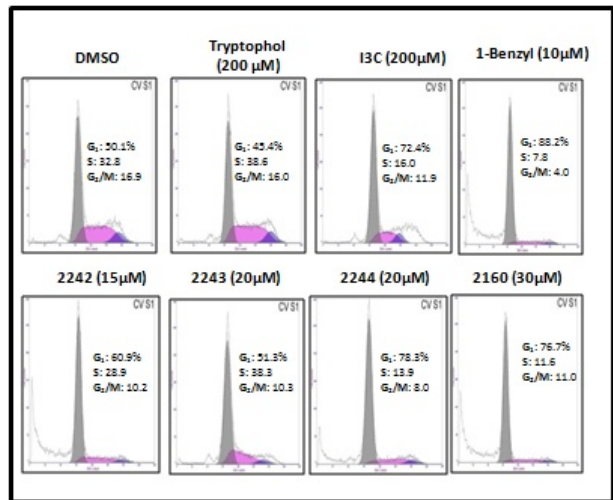 DMSO
Tryptophol
(200 µM)
I3C (200µM)
1-Benzyl (10µM)
CV S1
G₁: 50.1%
S: 32.8
G₂/M: 16.9
CV S1
G₁: 45.4%
S: 38.6
G₂/M: 16.0
CV S1
G₁: 72.4%
S: 16.0
G₂/M: 11.9
CV S1
G₁: 88.2%
S: 7.8
G₂/M: 4.0
2242 (15µM)
2243 (20µM)
2244 (20µM)
2160 (30µM)
CV S1
G₁: 60.9%
S: 28.9
G₂/M: 10.2
CV S1
G₁: 51.3%
S: 38.3
G₂/M: 10.3
CV S1
G₁: 78.3%
S: 13.9
G₂/M: 8.0
CV S1
G₁: 76.7%
S: 11.6
G₂/M: 11.0